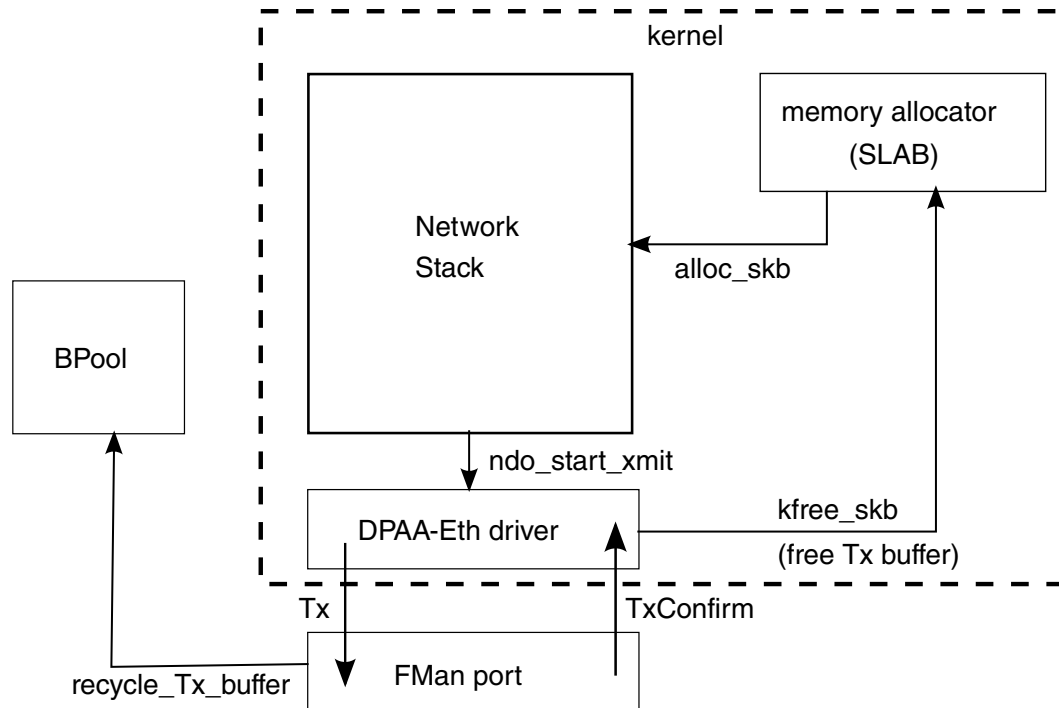 kernel
memory allocator
(SLAB)
Network
Stack
alloc_skb
BPool
ndo_start_xmit
kfree_skb
DPAA-Eth driver
(free Tx buffer)
Tx
TxConfirm
FMan port
recycle_Tx_buffer